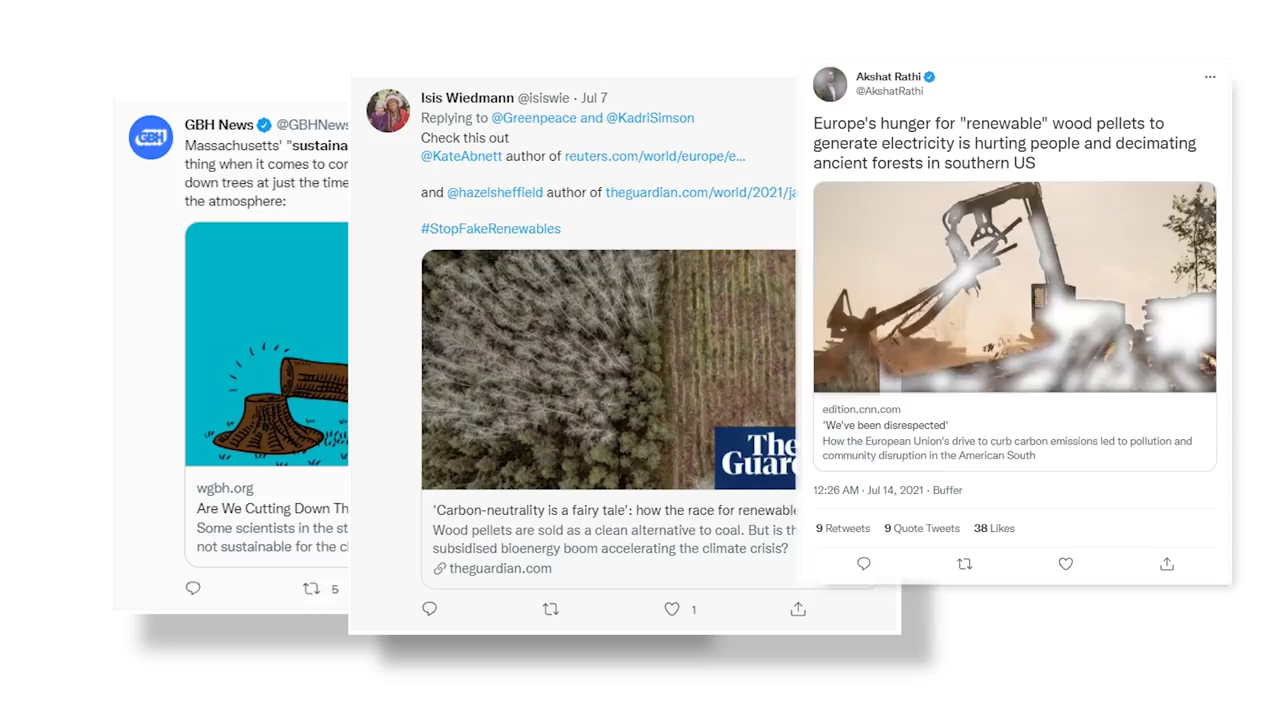 GBH News @GBHNews
Massachusetts' "sustaina
thing when it comes to cor
down trees at just the time
the atmosphere:
GBH
wgbh.org
Are We Cutting Down Th
Some scientists in the st
not sustainable for the cl
5
Isis Wiedmann @isiswie · Jul 7
Replying to @Greenpeace and @KadriSimson
Check this out
@KateAbnett author of reuters.com/world/europe/e...
and @hazelsheffield author of theguardian.com/world/2021/ja
#StopFakeRenewables
The
Guar
'Carbon-neutrality is a fairy tale': how the race for renewable
Wood pellets are sold as a clean alternative to coal. But is th
subsidised bioenergy boom accelerating the climate crisis?
theguardian.com
1
Akshat Rathi
@AkshatRathi
Europe's hunger for "renewable" wood pellets to
generate electricity is hurting people and decimating
ancient forests in southern US
edition.cnn.com
'We've been disrespected'
How the European Union's drive to curb carbon emissions led to pollution and
community disruption in the American South
12:26 AM · Jul 14, 2021 · Buffer
9 Retweets 9 Quote Tweets 38 Likes